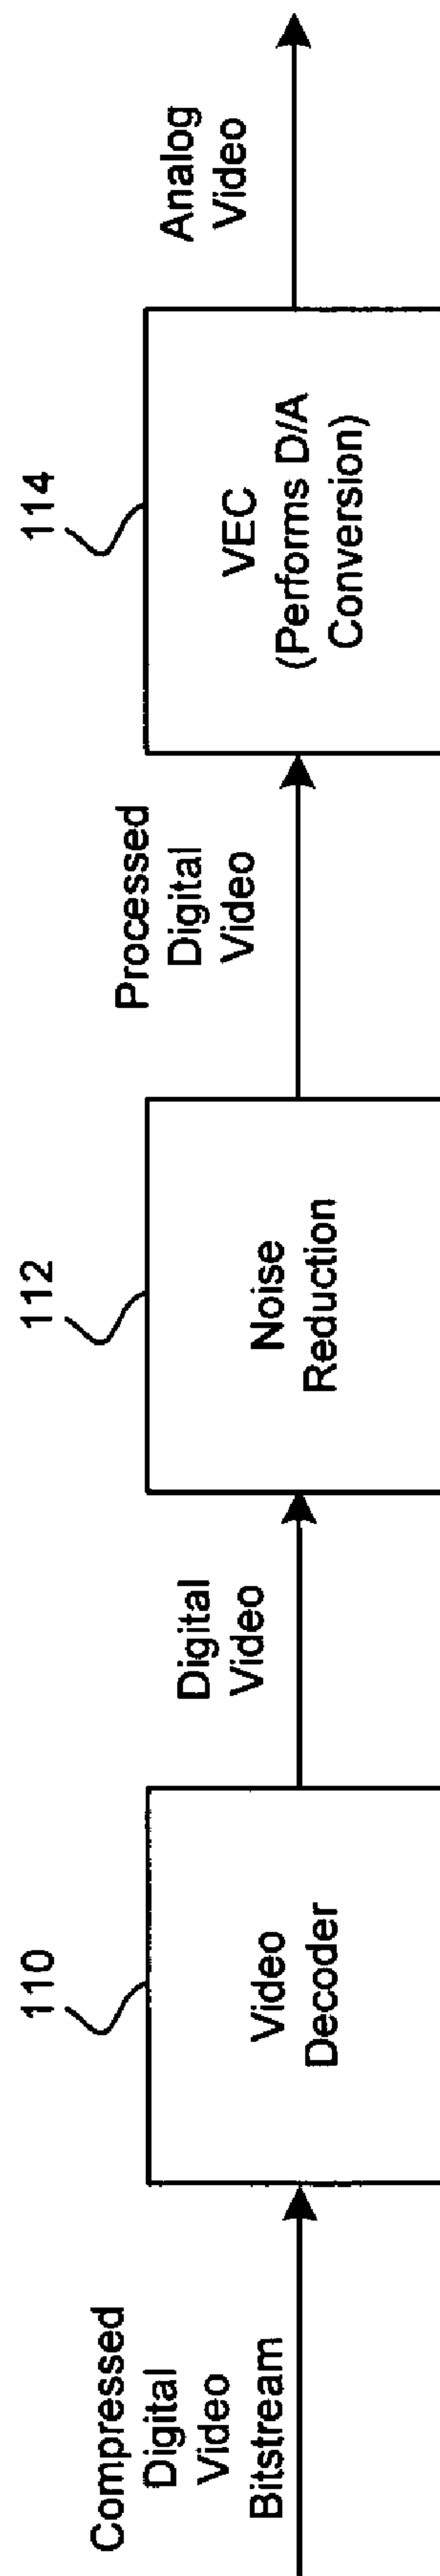 Compressed
Digital
Video
Bitstream
110
Video
Decoder
Digital
Video
112
Noise
Reduction
Processed
Digital
Video
114
VEC
(Performs D/A
Conversion)
Analog
Video